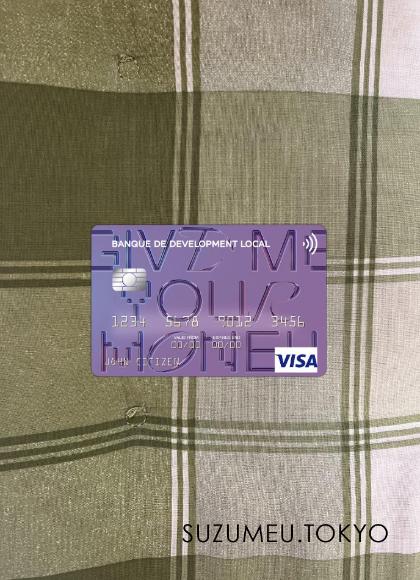 BANQUE DE DEVELOPMENT LOCAL
GIVE ME
YOUR
1234 5678 9012 3456
VALID FROM EXPIRES END
00/00 00/00
MONEY
JOHN CITIZEN
VISA
SUZUMEU.TOKYO